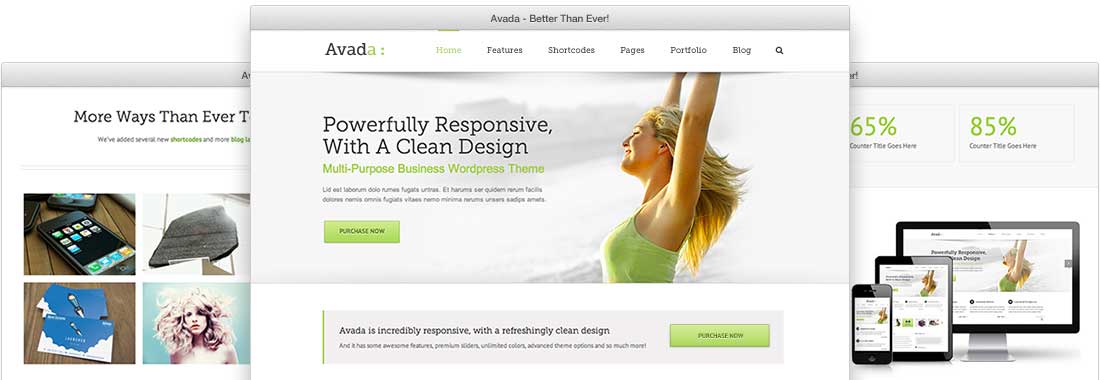 Avada - Better Than Ever!
Avada :
Home Features Shortcodes Pages Portfolio Blog
Powerfully Responsive,
With A Clean Design
Multi-Purpose Business Wordpress Theme
Lid est laborum dolo rumes fugats untras. Et harums ser quidem rerum facilis
dolores nemis omnis fugiats vitaes nemo minima rerums unsers sadips amets.
PURCHASE NOW
Avada is incredibly responsive, with a refreshingly clean design
And it has some awesome features, premium sliders, unlimited colors, advanced theme options and so much more!
PURCHASE NOW
More Ways Than Ever To
We've added several new shortcodes and more blog la
65%
Counter Title Goes Here
85%
Counter Title Goes Here
Avada :
Powerfully Responsive,
With A Clean Design